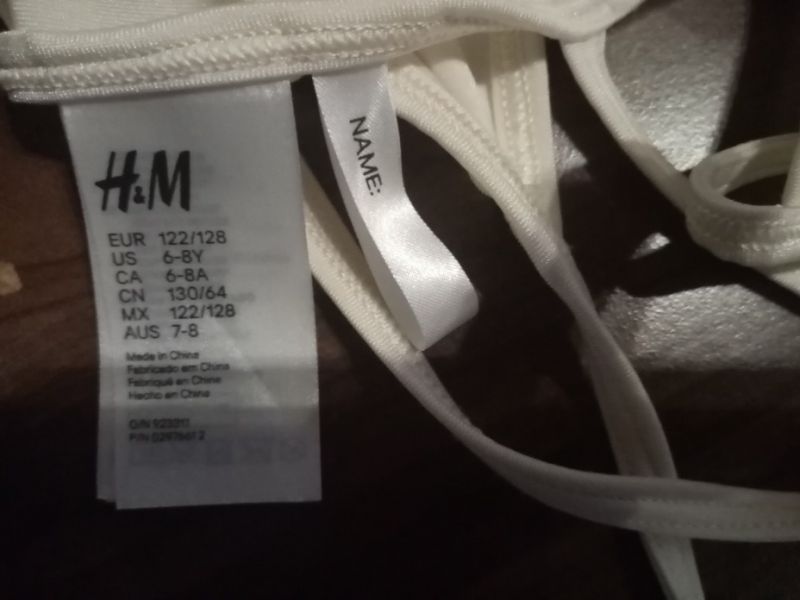 H&M
EUR 122/128
US 6-8Y
CA 6-8A
CN 130/64
MX 122/128
AUS 7-8
Made in China
Fabricado em China
Fabriqué en Chine
Hecho en China
G/N
P/N
NAME: